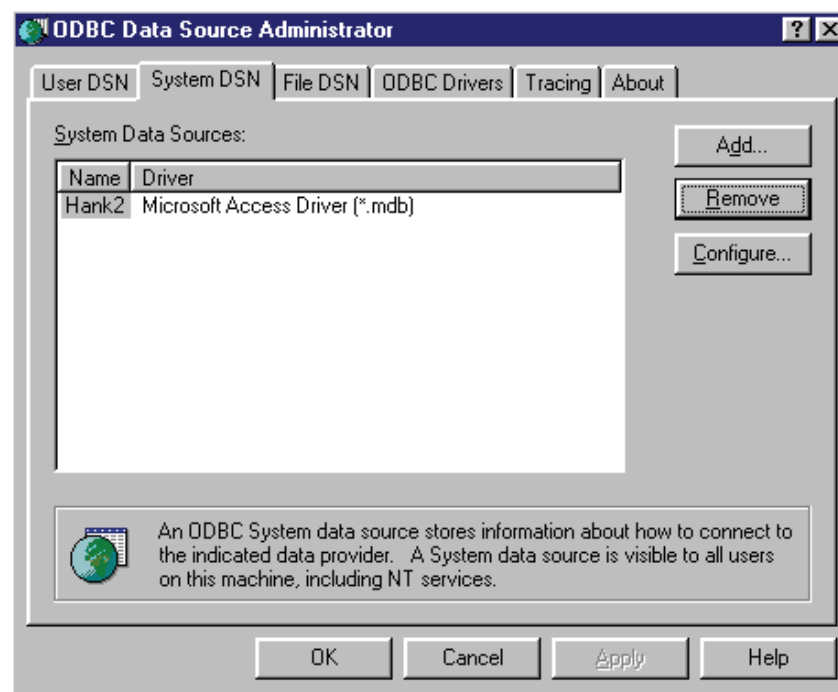 ODBC Data Source Administrator
User DSN System DSN File DSN ODBC Drivers Tracing About
System Data Sources:
Add...
Name Driver
Hank2 Microsoft Access Driver (*.mdb)
Remove
Configure...
An ODBC System data source stores information about how to connect to
the indicated data provider. A System data source is visible to all users
on this machine, including NT services.
OK Cancel Apply Help